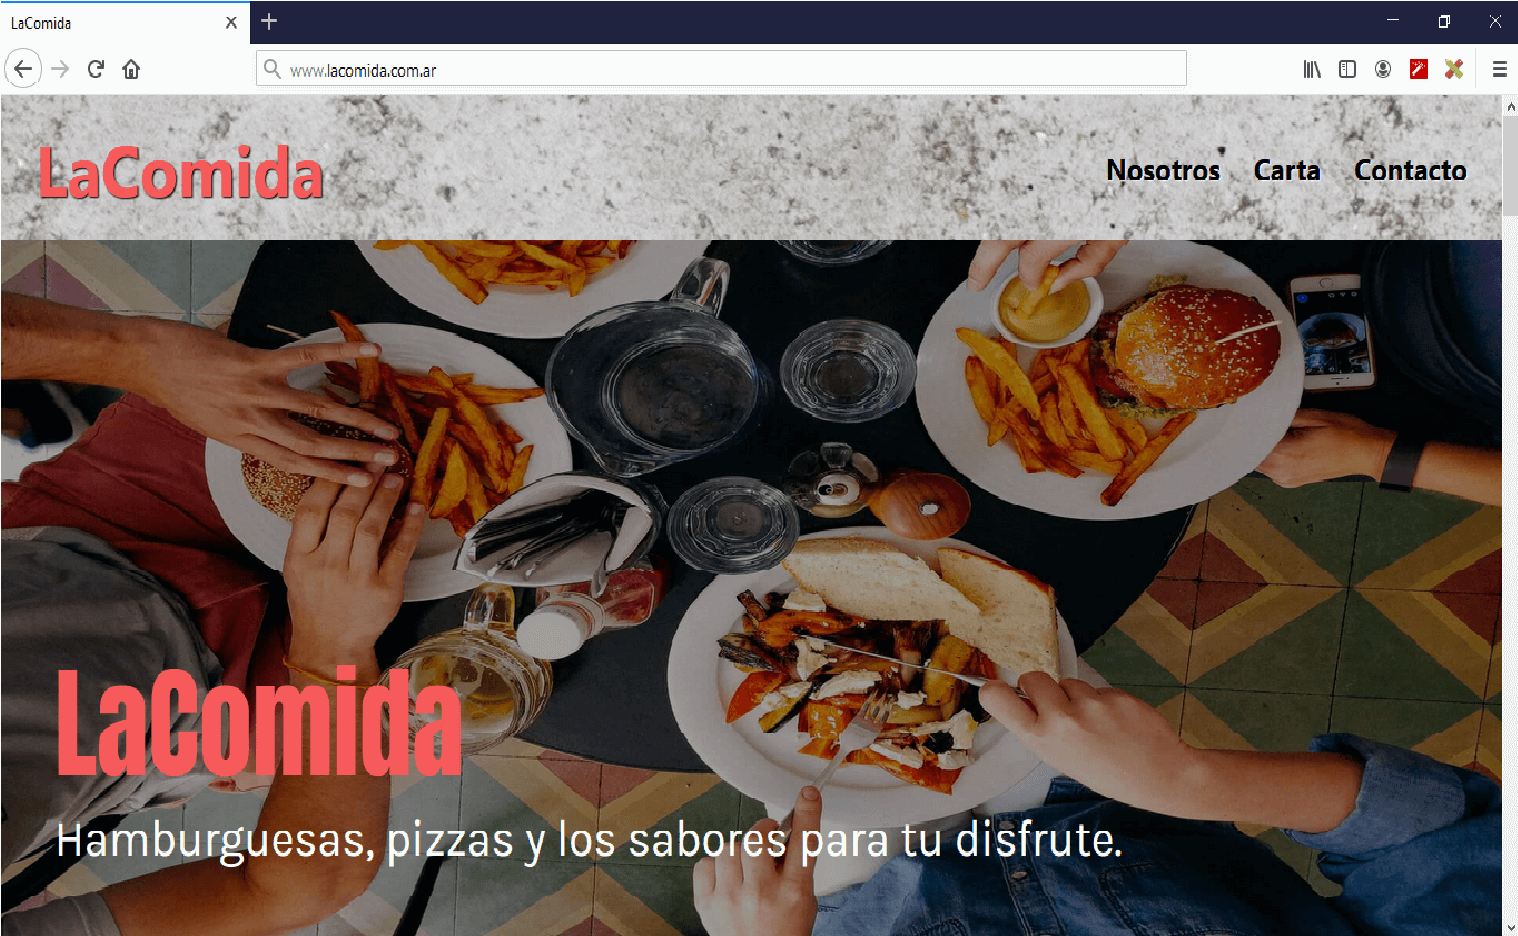 LaComida
www.lacomida.com.ar
LaComida
Nosotros Carta Contacto
LaComida
Hamburguesas, pizzas y los sabores para tu disfrute.